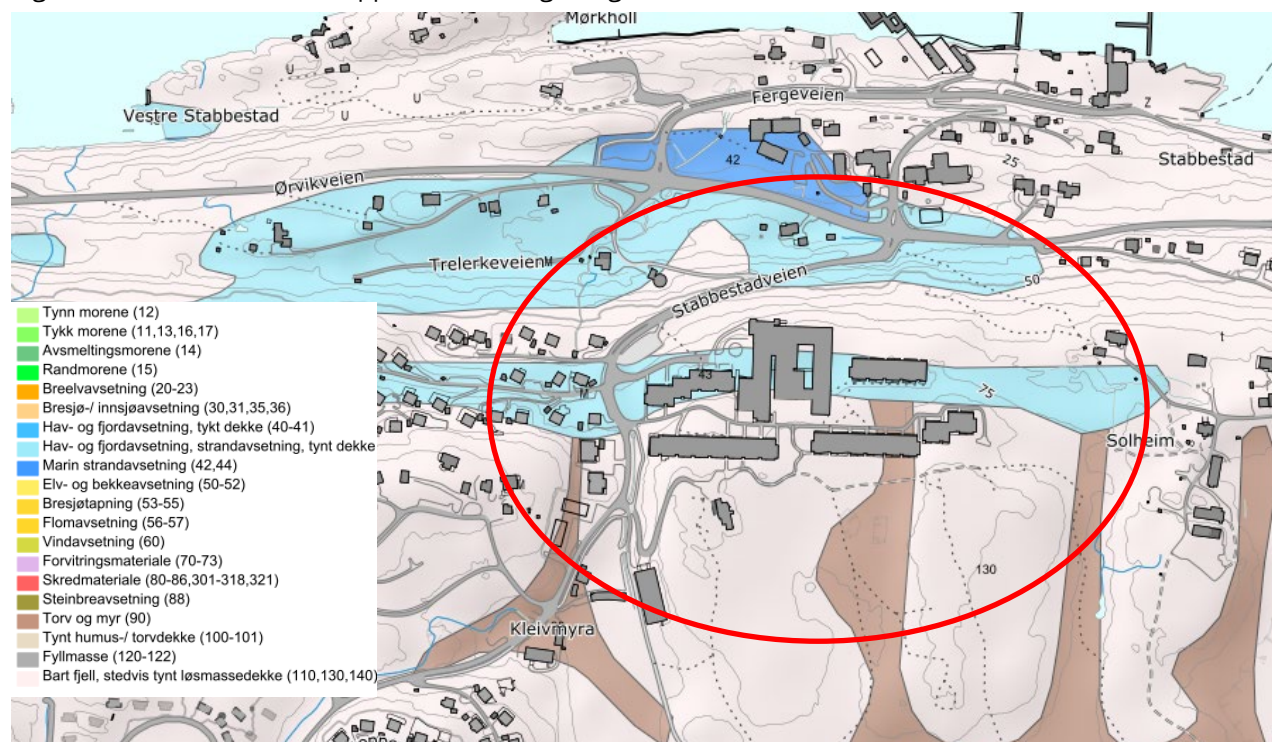 Mørkholl
U
U
Vestre Stabbestad
Fergeveien
Z
42
25
Stabbestad
Ørvikveien
Trelerkeveien
M
Stabbestadveien
50
t
43
M
75
Solheim
130
Kleivmyra
Tynn morene (12)
Tykk morene (11,13,16,17)
Avsmeltingsmorene (14)
Randmorene (15)
Breelvavsetning (20-23)
Bresjø-/ innsjøavsetning (30,31,35,36)
Hav- og fjordavsetning, tykt dekke (40-41)
Hav- og fjordavsetning, strandavsetning, tynt dekke
Marin strandavsetning (42,44)
Elv- og bekkeavsetning (50-52)
Bresjøtapning (53-55)
Flomavsetning (56-57)
Vindavsetning (60)
Forvitringsmateriale (70-73)
Skredmateriale (80-86,301-318,321)
Steinbreavsetning (88)
Torv og myr (90)
Tynt humus-/ torvdekke (100-101)
Fyllmasse (120-122)
Bart fjell, stedvis tynt løsmassedekke (110,130,140)